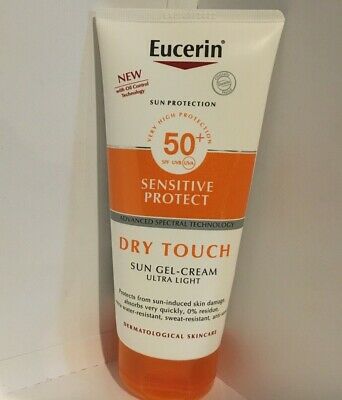 Eucerin®
NEW
with Oil Control
Technology
SUN PROTECTION
VERY HIGH PROTECTION
50+
SPF UVB UVA
SENSITIVE
PROTECT
ADVANCED SPECTRAL TECHNOLOGY
DRY TOUCH
SUN GEL-CREAM
ULTRA LIGHT
Protects from sun-induced skin damage,
absorbs very quickly, 0% residue,
water-resistant, sweat-resistant,
DERMATOLOGICAL SKINCARE